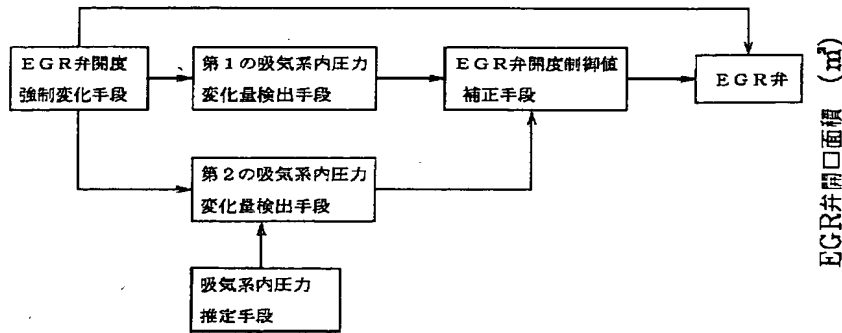 EGR弁開度
強制変化手段
第1の吸気系内圧力
変化量検出手段
EGR弁開度制御値
補正手段
EGR弁
第2の吸気系内圧力
変化量検出手段
吸気系内圧力
推定手段
EGR弁開口面積 (㎡)